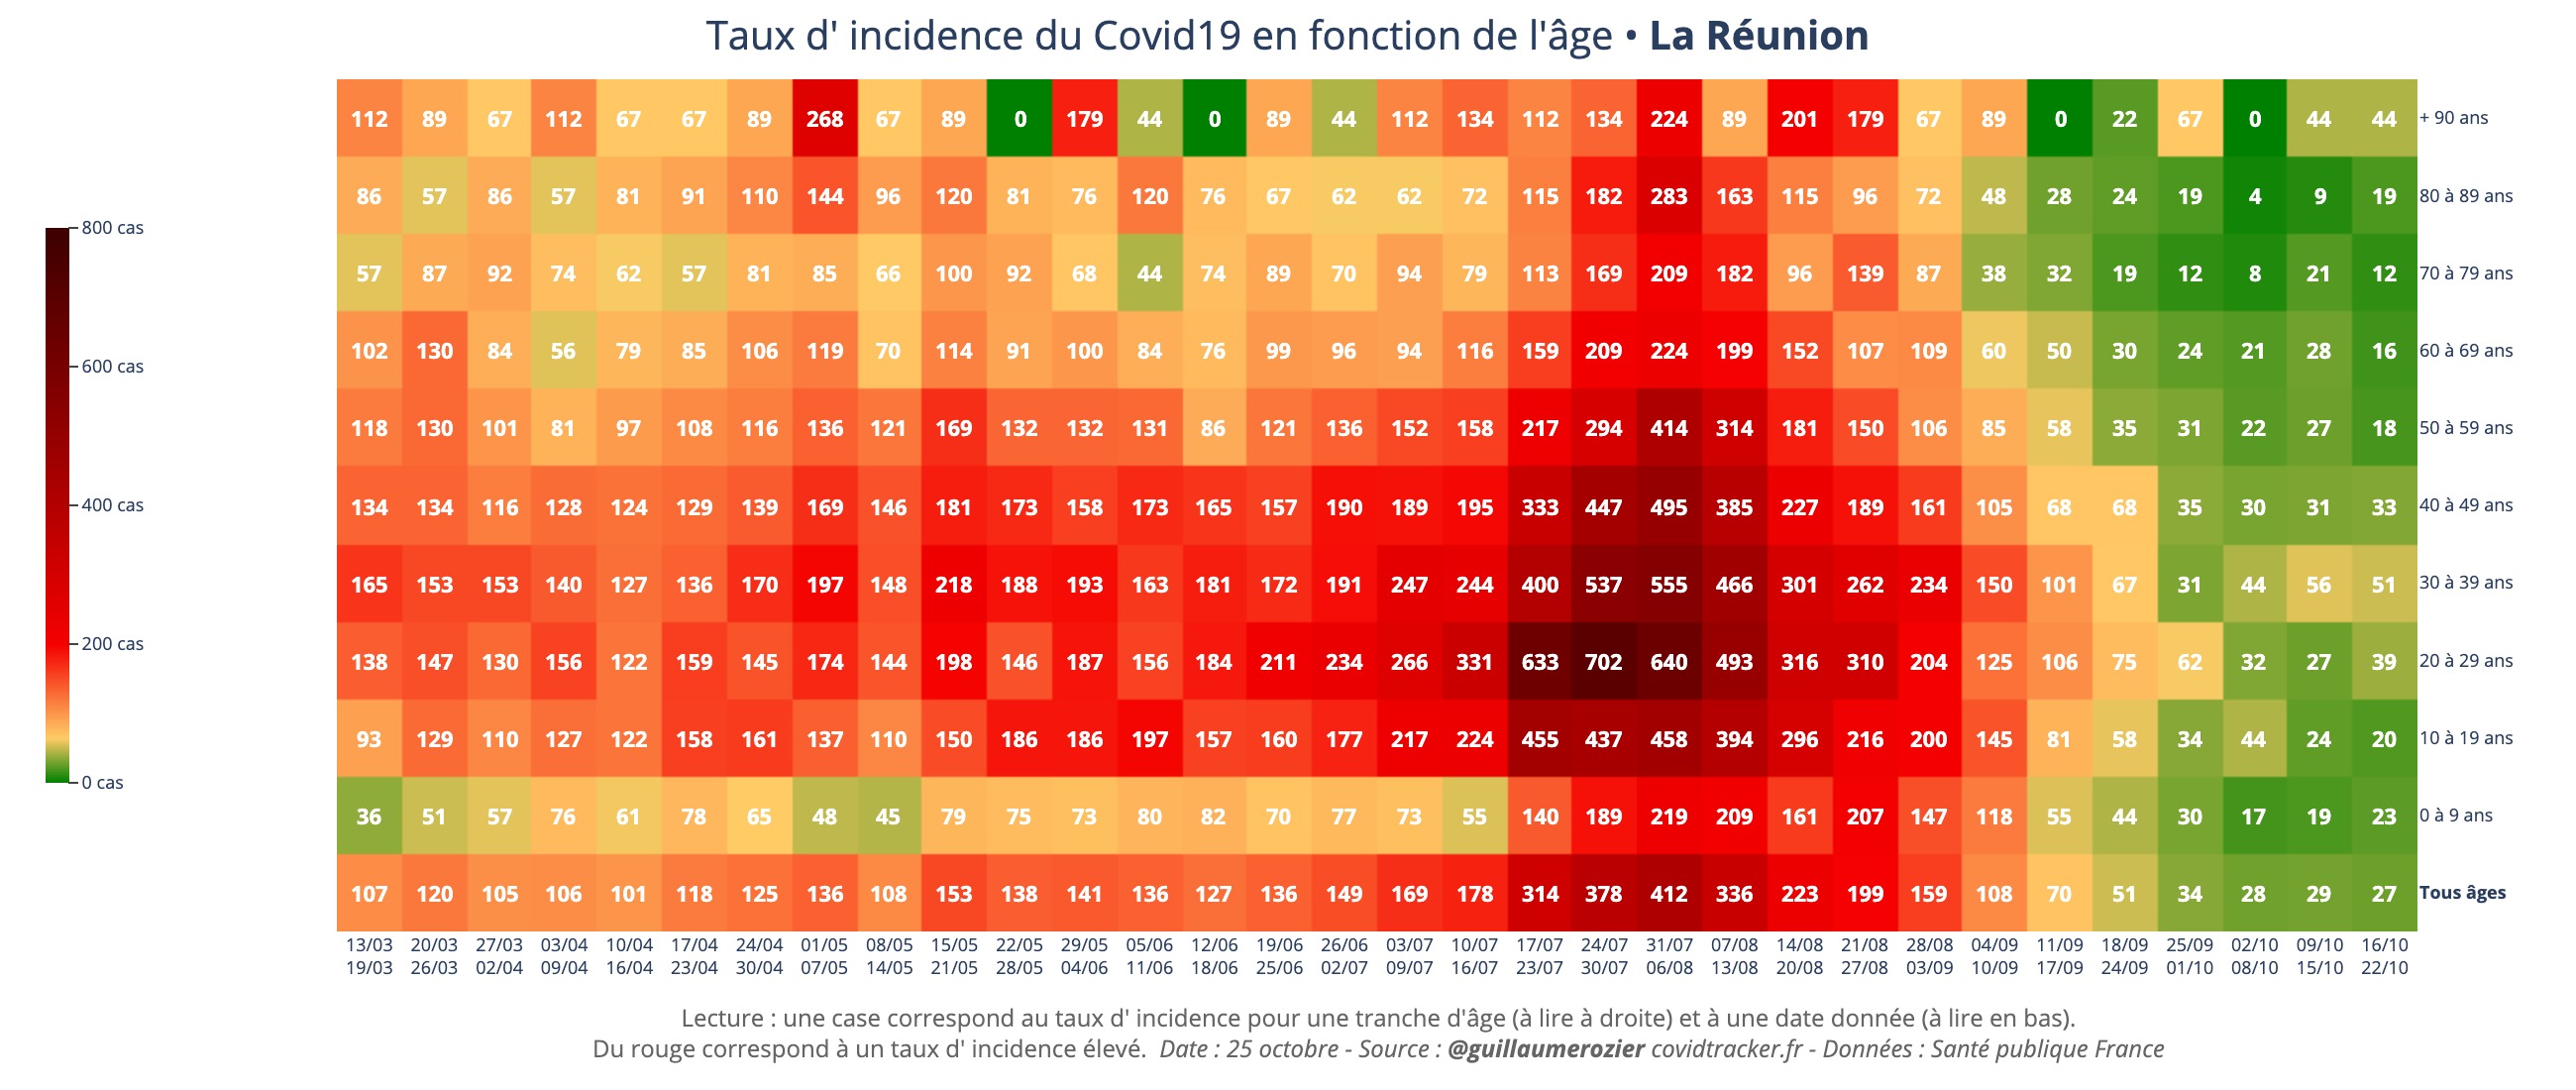 Taux d' incidence du Covid19 en fonction de l'âge • La Réunion
800 cas
600 cas
400 cas
200 cas
0 cas
112 89 67 112 67 67 89 268 67 89 0 179 44 0 89 44 112 134 112 134 224 89 201 179 67 89 0 22 67 0 44 44 + 90 ans
86 57 86 57 81 91 110 144 96 120 81 76 120 76 67 62 62 72 115 182 283 163 115 96 72 48 28 24 19 4 9 19 80 à 89 ans
57 87 92 74 62 57 81 85 66 100 92 68 44 74 89 70 94 79 113 169 209 182 96 139 87 38 32 19 12 8 21 12 70 à 79 ans
102 130 84 56 79 85 106 119 70 114 91 100 84 76 99 96 94 116 159 209 224 199 152 107 109 60 50 30 24 21 28 16 60 à 69 ans
118 130 101 81 97 108 116 136 121 169 132 132 131 86 121 136 152 158 217 294 414 314 181 150 106 85 58 35 31 22 27 18 50 à 59 ans
134 134 116 128 124 129 139 169 146 181 173 158 173 165 157 190 189 195 333 447 495 385 227 189 161 105 68 68 35 30 31 33 40 à 49 ans
165 153 153 140 127 136 170 197 148 218 188 193 163 181 172 191 247 244 400 537 555 466 301 262 234 150 101 67 31 44 56 51 30 à 39 ans
138 147 130 156 122 159 145 174 144 198 146 187 156 184 211 234 266 331 633 702 640 493 316 310 204 125 106 75 62 32 27 39 20 à 29 ans
93 129 110 127 122 158 161 137 110 150 186 186 197 157 160 177 217 224 455 437 458 394 296 216 200 145 81 58 34 44 24 20 10 à 19 ans
36 51 57 76 61 78 65 48 45 79 75 73 80 82 70 77 73 55 140 189 219 209 161 207 147 118 55 44 30 17 19 23 0 à 9 ans
107 120 105 106 101 118 125 136 108 153 138 141 136 127 136 149 169 178 314 378 412 336 223 199 159 108 70 51 34 28 29 27 Tous âges
13/03 20/03 27/03 03/04 10/04 17/04 24/04 01/05 08/05 15/05 22/05 29/05 05/06 12/06 19/06 26/06 03/07 10/07 17/07 24/07 31/07 07/08 14/08 21/08 28/08 04/09 11/09 18/09 25/09 02/10 09/10 16/10
19/03 26/03 02/04 09/04 16/04 23/04 30/04 07/05 14/05 21/05 28/05 04/06 11/06 18/06 25/06 02/07 09/07 16/07 23/07 30/07 06/08 13/08 20/08 27/08 03/09 10/09 17/09 24/09 01/10 08/10 15/10 22/10
Lecture : une case correspond au taux d' incidence pour une tranche d'âge (à lire à droite) et à une date donnée (à lire en bas).
Du rouge correspond à un taux d' incidence élevé. Date : 25 octobre - Source : @guillaumerozier covidtracker.fr - Données : Santé publique France